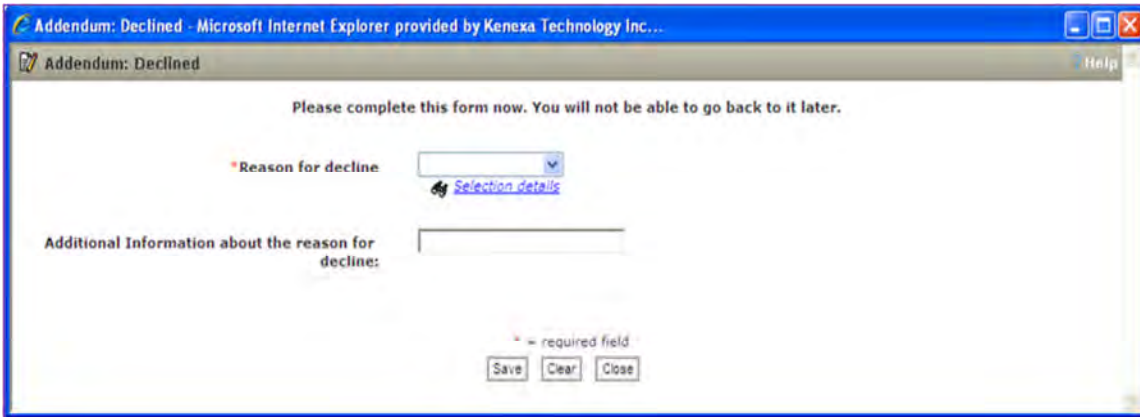 Addendum: Declined - Microsoft Internet Explorer provided by Kenexa Technology Inc...
Addendum: Declined
Help
Please complete this form now. You will not be able to go back to it later.
*Reason for decline
Selection details
Additional Information about the reason for
decline:
* = required field
Save Clear Close